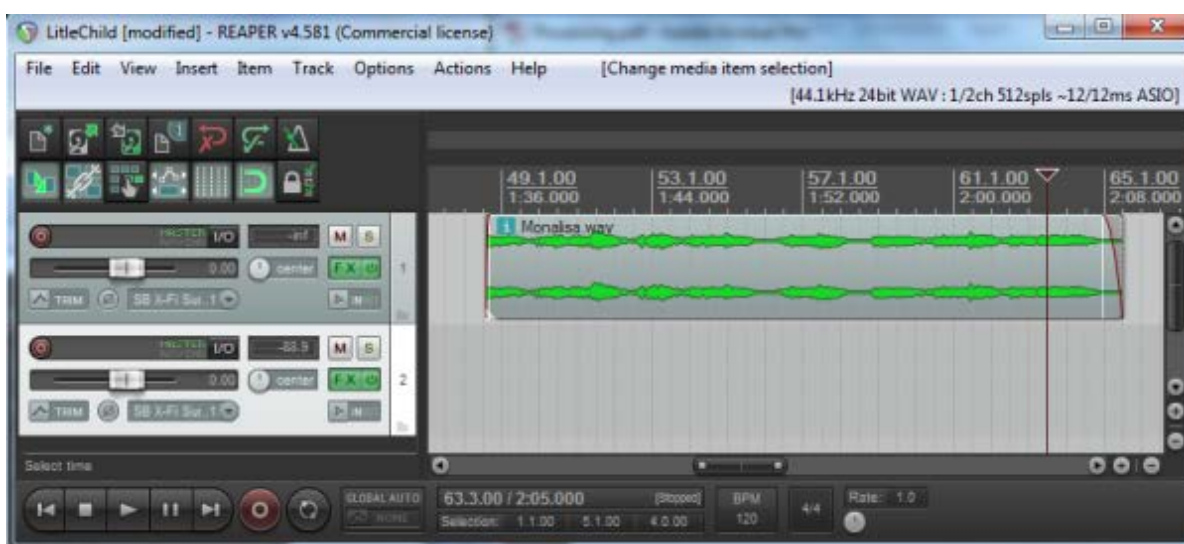 LitleChild [modified] - REAPER v4.581 (Commercial license)
File Edit View Insert Item Track Options Actions Help [Change media item selection]
[44.1kHz 24bit WAV : 1/2ch 512spls ~12/12ms ASIO]
49.1.00 53.1.00 57.1.00 61.1.00 65.1.00
1:36.000 1:44.000 1:52.000 2:00.000 2:08.000
Monalisa.wav
MASTER I/O -inf M S
0.00 center FX 1
TRIM SB X-Fi Sur..1 IN
MASTER I/O -88.9 M S
0.00 center FX 2
TRIM SB X-Fi Sur..1 IN
Select time
GLOBAL AUTO 63.3.00 / 2:05.000 [Stopped] BPM 4/4 Rate: 1.0
NONE Selection: 1.1.00 5.1.00 4.0.00 120